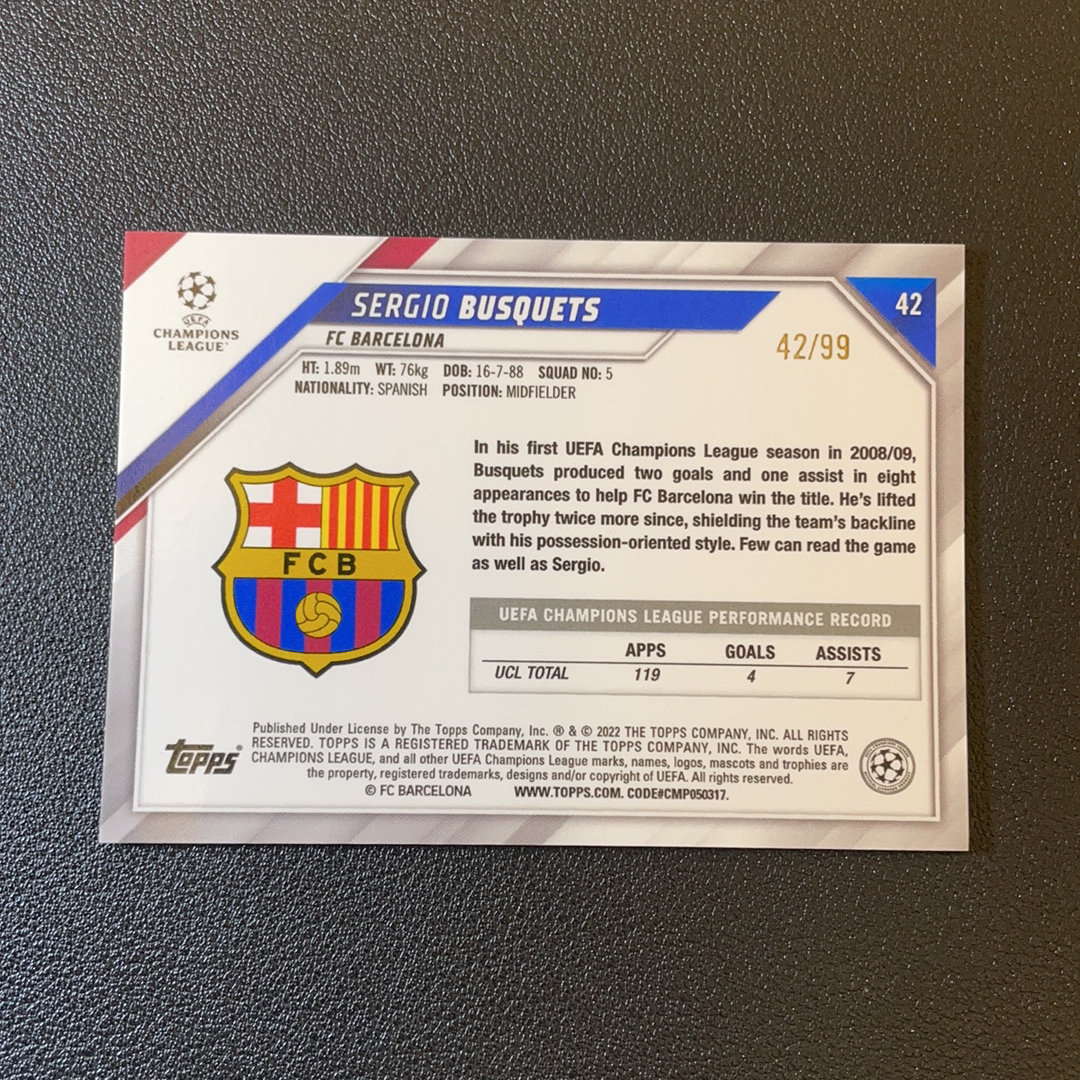 UEFA
CHAMPIONS
LEAGUE
SERGIO BUSQUETS
42
FC BARCELONA
42/99
HT: 1.89m WT: 76kg DOB: 16-7-88 SQUAD NO: 5
NATIONALITY: SPANISH POSITION: MIDFIELDER
In his first UEFA Champions League season in 2008/09,
Busquets produced two goals and one assist in eight
appearances to help FC Barcelona win the title. He's lifted
the trophy twice more since, shielding the team's backline
with his possession-oriented style. Few can read the game
as well as Sergio.
FCB
UEFA CHAMPIONS LEAGUE PERFORMANCE RECORD
APPS GOALS ASSISTS
UCL TOTAL 119 4 7
Published Under License by The Topps Company, Inc. ® & © 2022 THE TOPPS COMPANY, INC. ALL RIGHTS
RESERVED. TOPPS IS A REGISTERED TRADEMARK OF THE TOPPS COMPANY, INC. The words UEFA,
CHAMPIONS LEAGUE, and all other UEFA Champions League marks, names, logos, mascots and trophies are
the property, registered trademarks, designs and/or copyright of UEFA. All rights reserved.
© FC BARCELONA WWW.TOPPS.COM. CODE#CMP050317.
Topps®